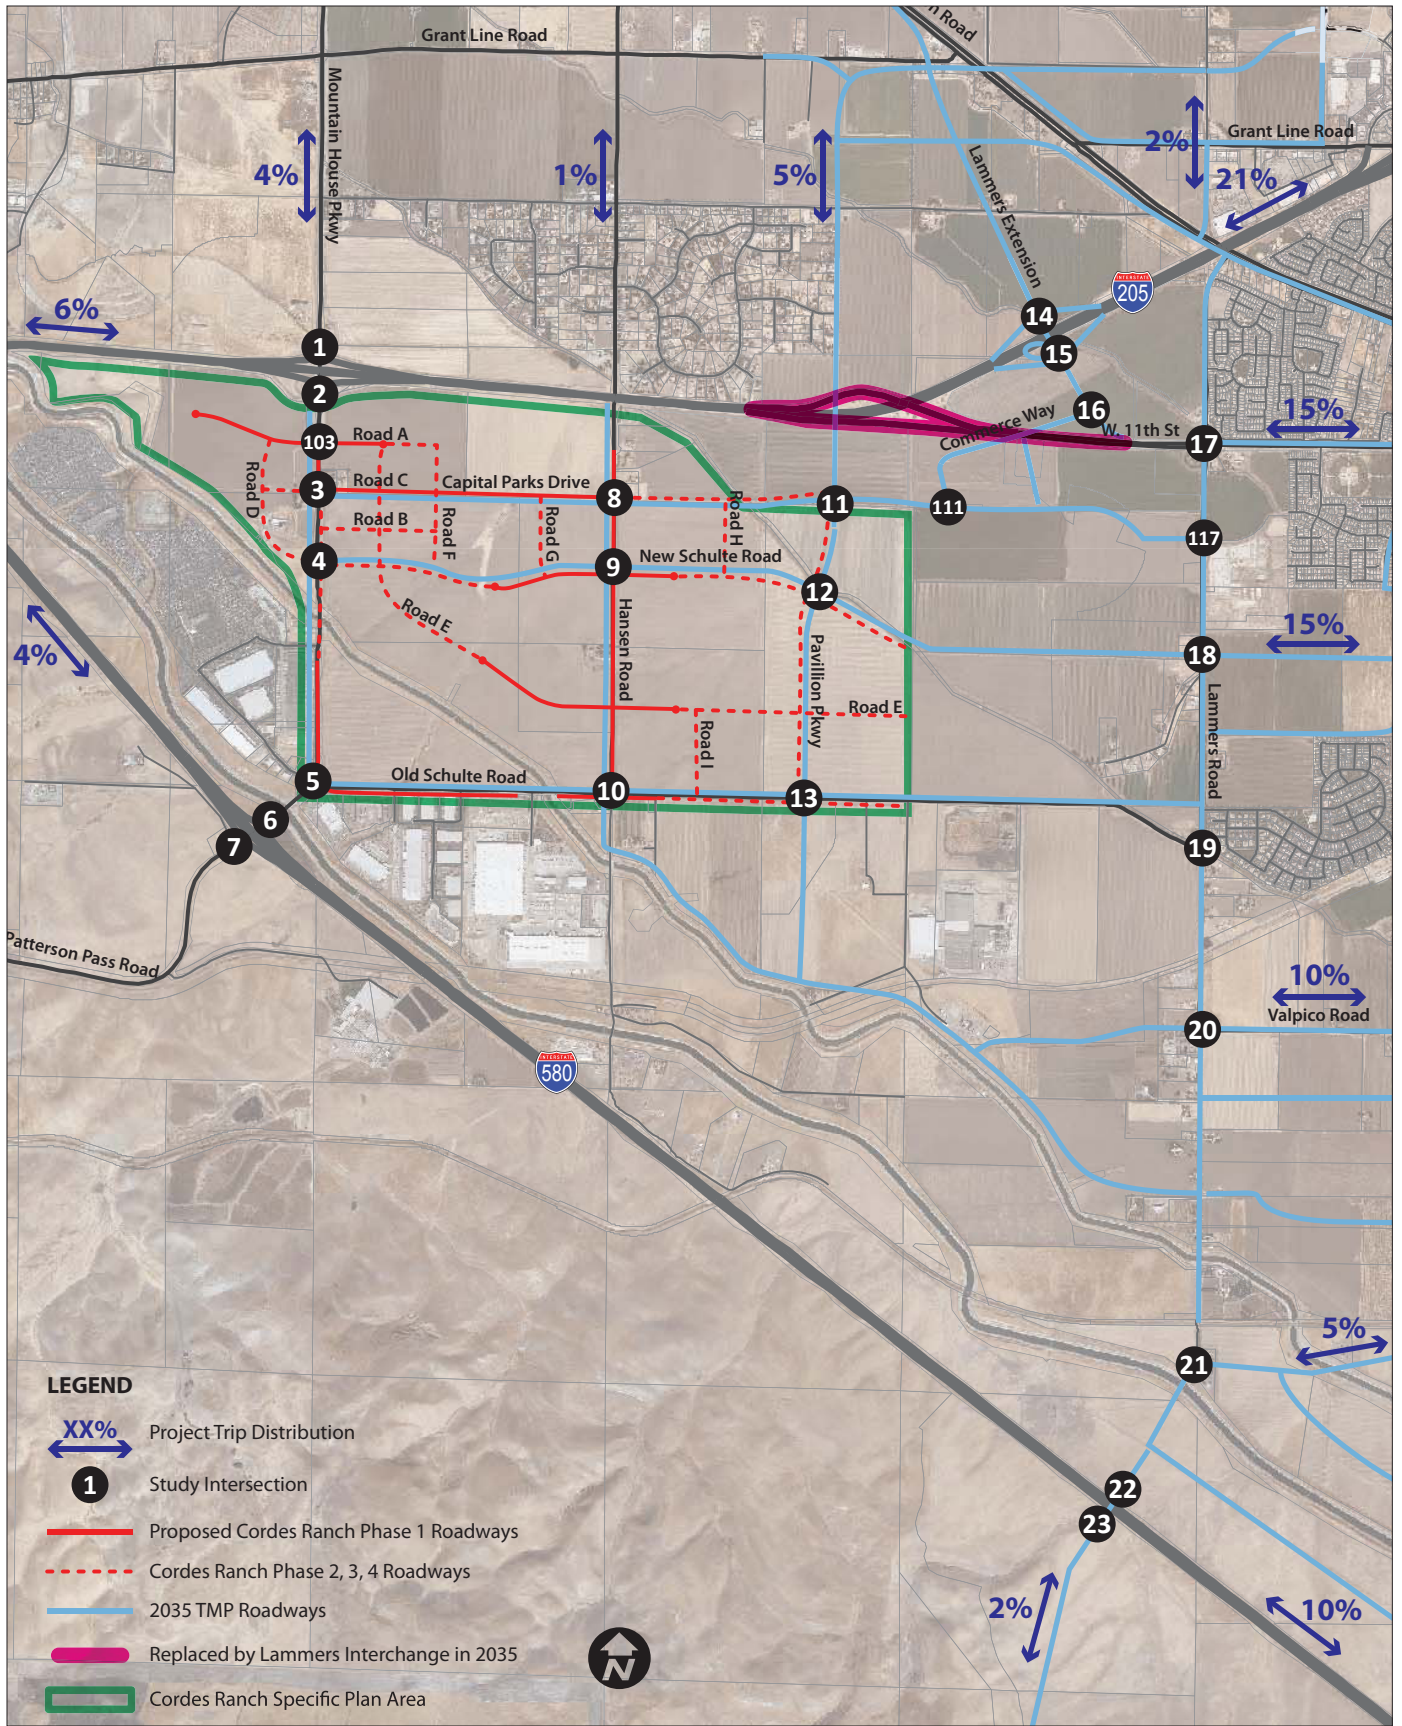 Grant Line Road
n Road
Mountain House Pkwy
4%
1%
5%
2%
Grant Line Road
21%
Lammers Extension
INTERSTATE
205
6%
14
1
15
2
16
15%
Commerce Way
W. 11th St
17
103
Road A
Road D
3
Road C
Capital Parks Drive
8
Road H
11
111
Road B
Road F
Road G
117
4
New Schulte Road
9
12
Road E
Hansen Road
Pavillion Pkwy
15%
18
4%
Lammers Road
Road E
Road I
5
Old Schulte Road
10
13
6
7
19
Patterson Pass Road
10%
Valpico Road
20
INTERSTATE
580
5%
21
LEGEND
XX%
Project Trip Distribution
1
Study Intersection
22
23
Proposed Cordes Ranch Phase 1 Roadways
Cordes Ranch Phase 2, 3, 4 Roadways
2035 TMP Roadways
2%
10%
Replaced by Lammers Interchange in 2035
N
Cordes Ranch Specific Plan Area